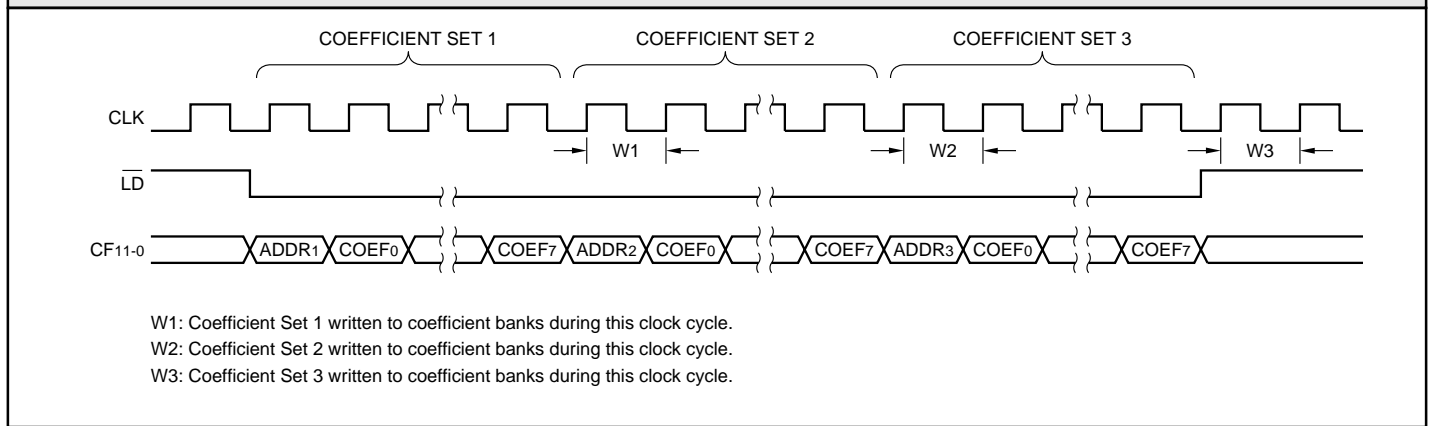 COEFFICIENT SET 1 COEFFICIENT SET 2 COEFFICIENT SET 3
CLK
W1 W2 W3
LD
CF11-0 ADDR1 COEF0 COEF7 ADDR2 COEF0 COEF7 ADDR3 COEF0 COEF7
W1: Coefficient Set 1 written to coefficient banks during this clock cycle.
W2: Coefficient Set 2 written to coefficient banks during this clock cycle.
W3: Coefficient Set 3 written to coefficient banks during this clock cycle.